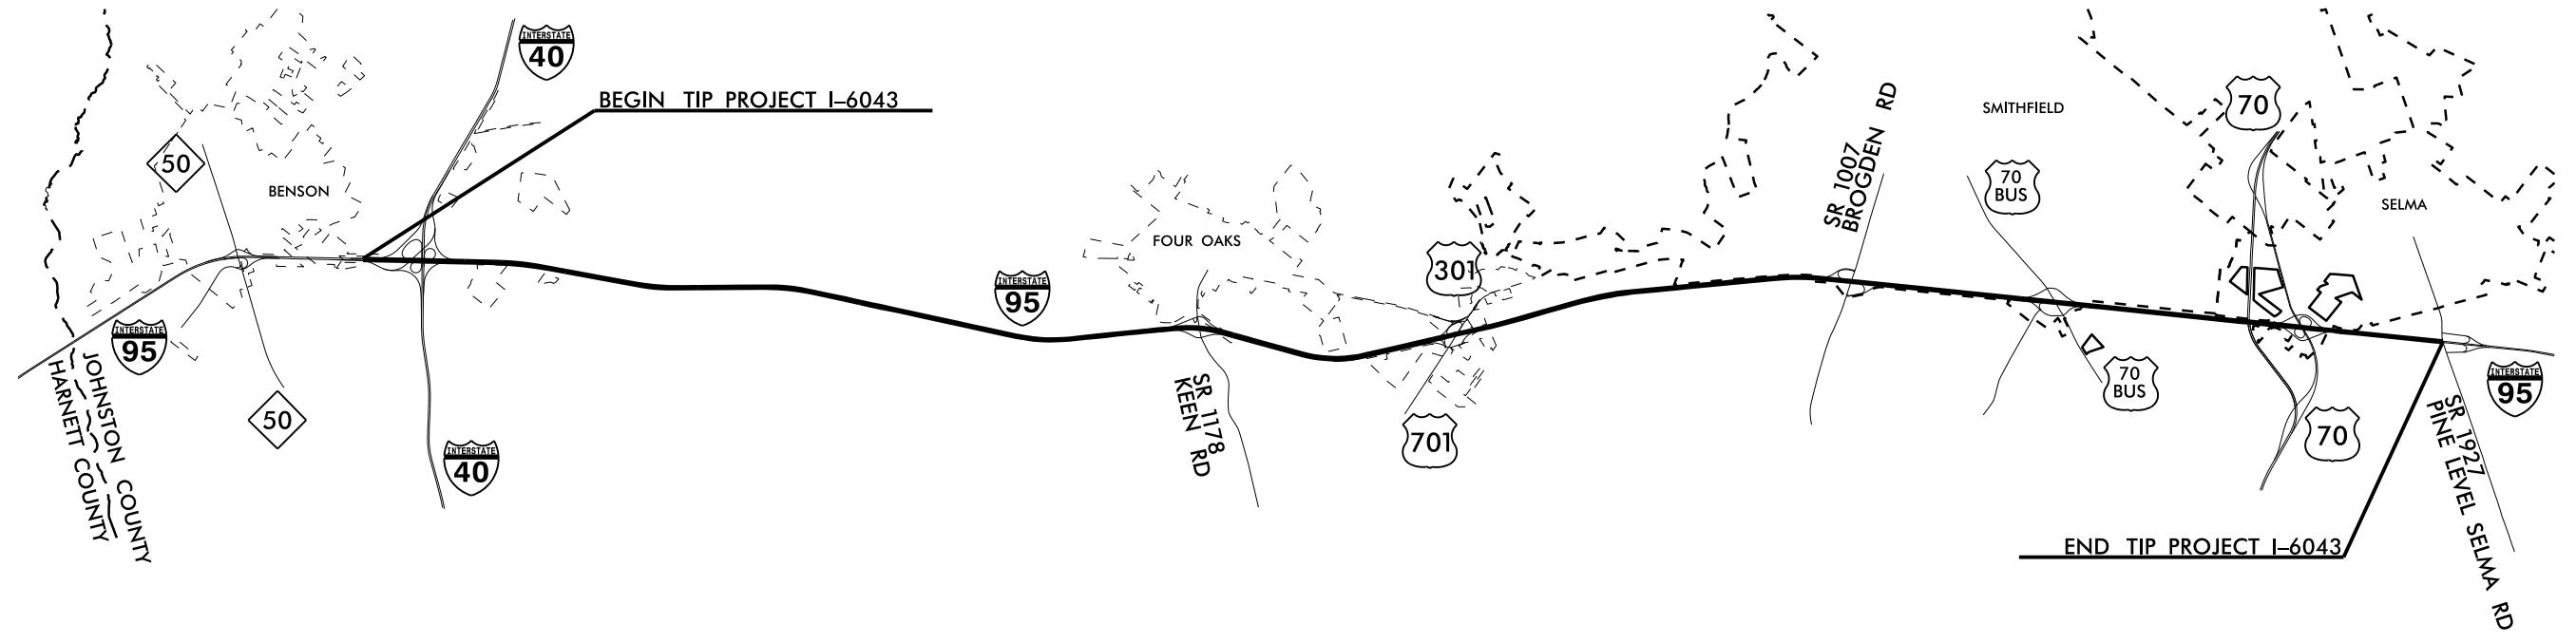 INTERSTATE
40
BEGIN TIP PROJECT I–6043
50
BENSON
INTERSTATE
95
JOHNSTON COUNTY
HARNETT COUNTY
50
INTERSTATE
40
INTERSTATE
95
FOUR OAKS
SR 1178
KEEN RD
301
701
SR 1007
BROGDEN RD
SMITHFIELD
70
BUS
70
BUS
70
SELMA
70
INTERSTATE
95
SR 1927
PINE LEVEL SELMA RD
END TIP PROJECT I–6043